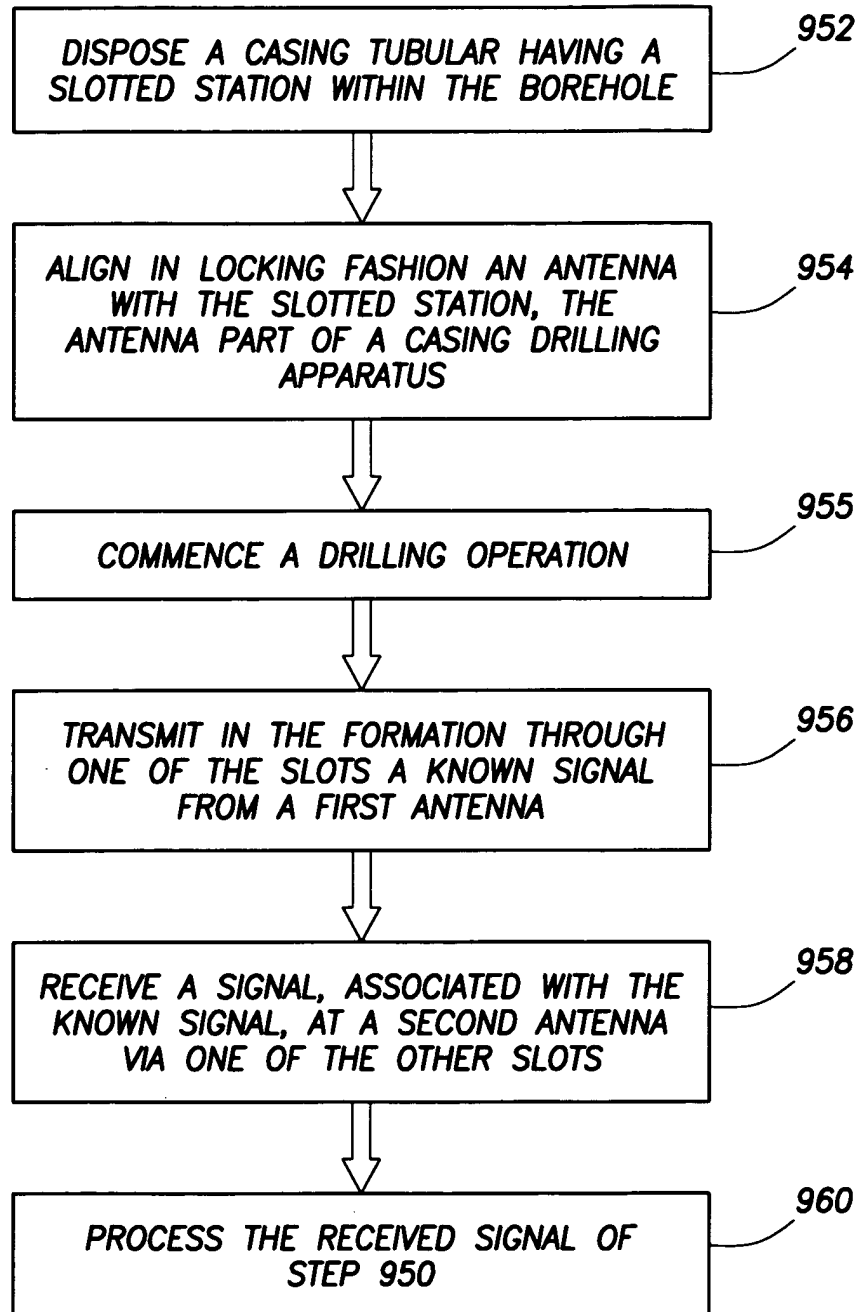 DISPOSE A CASING TUBULAR HAVING A
SLOTTED STATION WITHIN THE BOREHOLE
952
ALIGN IN LOCKING FASHION AN ANTENNA
WITH THE SLOTTED STATION, THE
ANTENNA PART OF A CASING DRILLING
APPARATUS
954
COMMENCE A DRILLING OPERATION
955
TRANSMIT IN THE FORMATION THROUGH
ONE OF THE SLOTS A KNOWN SIGNAL
FROM A FIRST ANTENNA
956
RECEIVE A SIGNAL, ASSOCIATED WITH THE
KNOWN SIGNAL, AT A SECOND ANTENNA
VIA ONE OF THE OTHER SLOTS
958
PROCESS THE RECEIVED SIGNAL OF
STEP 950
960